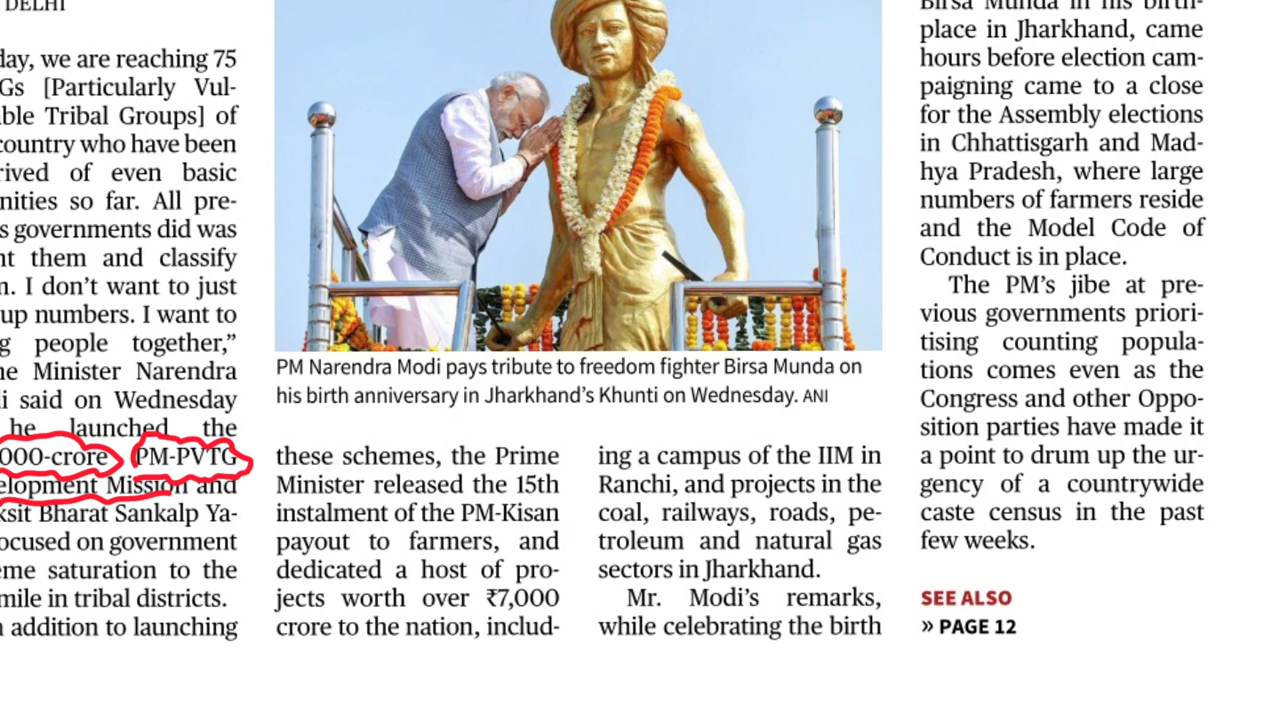 DELHI
day, we are reaching 75
Gs [Particularly Vul-
able Tribal Groups] of
country who have been
rived of even basic
nities so far. All pre-
s governments did was
nt them and classify
n. I don’t want to just
up numbers. I want to
g people together,”
ne Minister Narendra
i said on Wednesday
he launched the
000-crore PM-PVTG
elopment Mission and
ksit Bharat Sankalp Ya-
ocused on government
eme saturation to the
mile in tribal districts.
n addition to launching
PM Narendra Modi pays tribute to freedom fighter Birsa Munda on
his birth anniversary in Jharkhand’s Khunti on Wednesday. ANI
these schemes, the Prime
Minister released the 15th
instalment of the PM-Kisan
payout to farmers, and
dedicated a host of pro-
jects worth over ₹7,000
crore to the nation, includ-
ing a campus of the IIM in
Ranchi, and projects in the
coal, railways, roads, pe-
troleum and natural gas
sectors in Jharkhand.
Mr. Modi’s remarks,
while celebrating the birth
Birsa Munda in his birth-
place in Jharkhand, came
hours before election cam-
paigning came to a close
for the Assembly elections
in Chhattisgarh and Mad-
hya Pradesh, where large
numbers of farmers reside
and the Model Code of
Conduct is in place.
The PM’s jibe at pre-
vious governments priori-
tising counting popula-
tions comes even as the
Congress and other Oppo-
sition parties have made it
a point to drum up the ur-
gency of a countrywide
caste census in the past
few weeks.
SEE ALSO
» PAGE 12